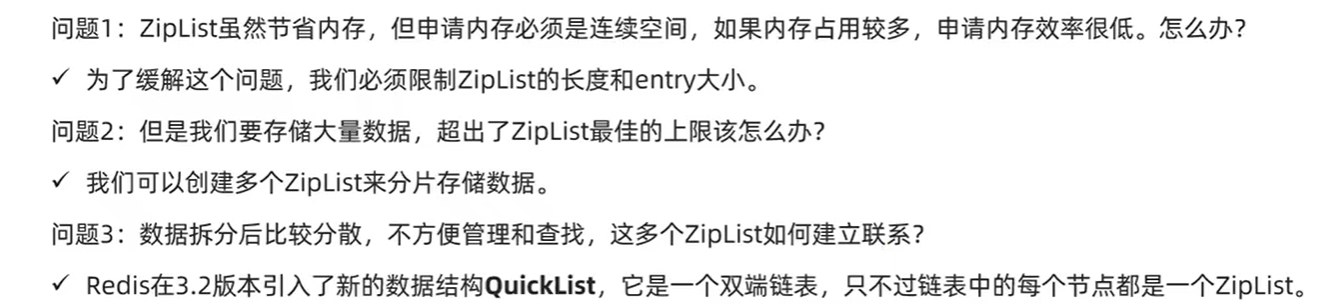 问题1：ZipList虽然节省内存，但申请内存必须是连续空间，如果内存占用较多，申请内存效率很低。怎么办？
✓ 为了缓解这个问题，我们必须限制ZipList的长度和entry大小。
问题2：但是我们要存储大量数据，超出了ZipList最佳的上限该怎么办？
✓ 我们可以创建多个ZipList来分片存储数据。
问题3：数据拆分后比较分散，不方便管理和查找，这多个ZipList如何建立联系？
✓ Redis在3.2版本引入了新的数据结构QuickList，它是一个双端链表，只不过链表中的每个节点都是一个ZipList。